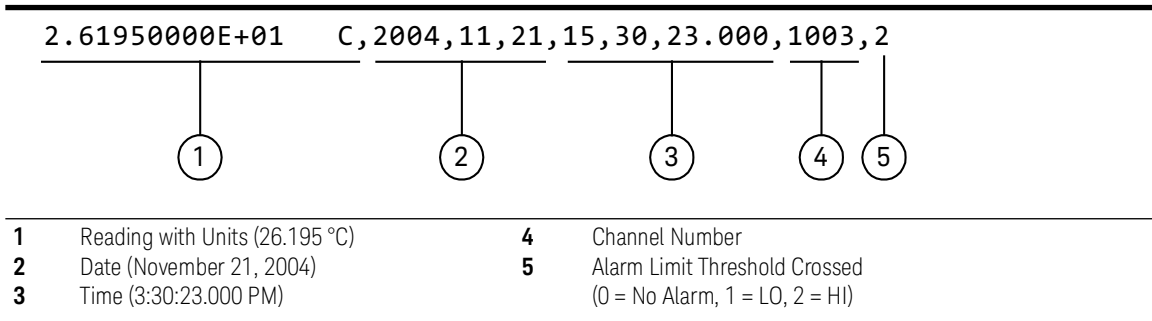 2.61950000E+01 C,2004,11,21,15,30,23.000,1003,2
1 2 3 4 5
1 Reading with Units (26.195 °C)
2 Date (November 21, 2004)
3 Time (3:30:23.000 PM)
4 Channel Number
5 Alarm Limit Threshold Crossed
(0 = No Alarm, 1 = LO, 2 = HI)